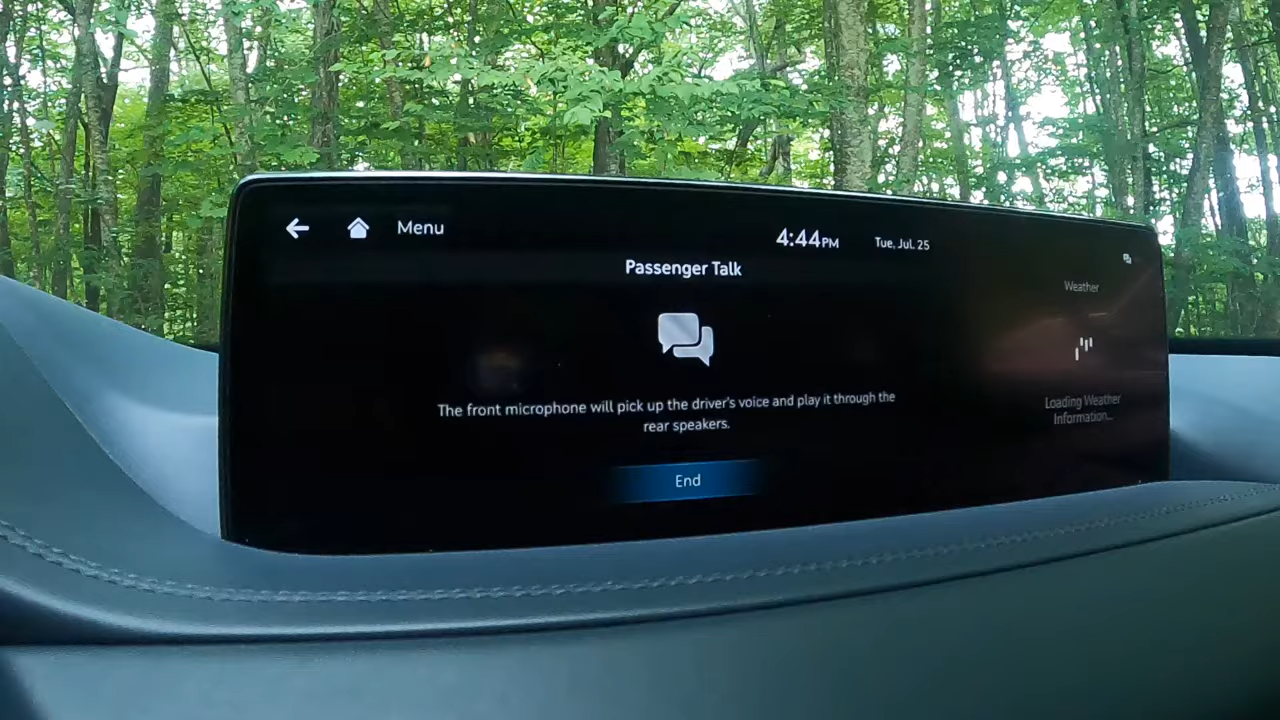 Menu
4:44PM
Tue, Jul. 25
Passenger Talk
Weather
The front microphone will pick up the driver's voice and play it through the
rear speakers.
Loading Weather
Information...
End